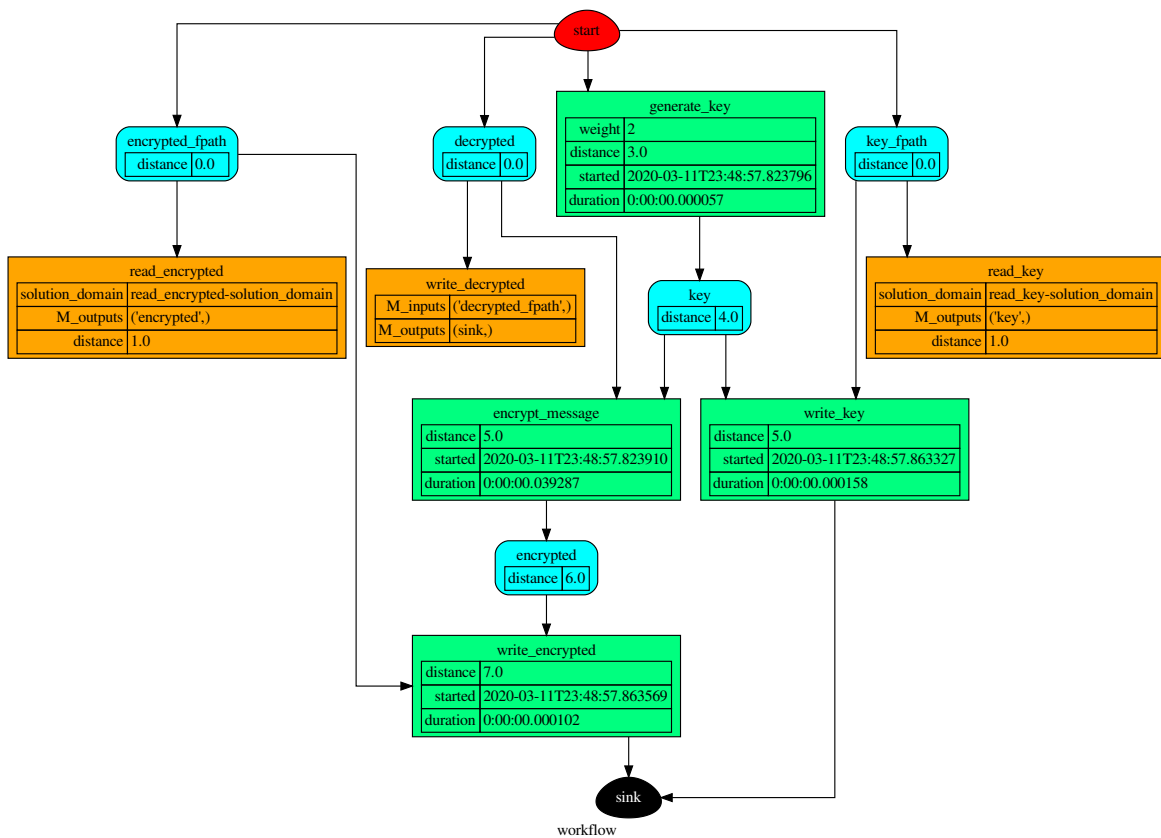 start
encrypted_fpath
distance 0.0
decrypted
distance 0.0
generate_key
weight 2
distance 3.0
started 2020-03-11T23:48:57.823796
duration 0:00:00.000057
key_fpath
distance 0.0
read_encrypted
solution_domain read_encrypted-solution_domain
M_outputs ('encrypted',)
distance 1.0
write_decrypted
M_inputs ('decrypted_fpath',)
M_outputs (sink,)
key
distance 4.0
read_key
solution_domain read_key-solution_domain
M_outputs ('key',)
distance 1.0
encrypt_message
distance 5.0
started 2020-03-11T23:48:57.823910
duration 0:00:00.039287
write_key
distance 5.0
started 2020-03-11T23:48:57.863327
duration 0:00:00.000158
encrypted
distance 6.0
write_encrypted
distance 7.0
started 2020-03-11T23:48:57.863569
duration 0:00:00.000102
sink
workflow